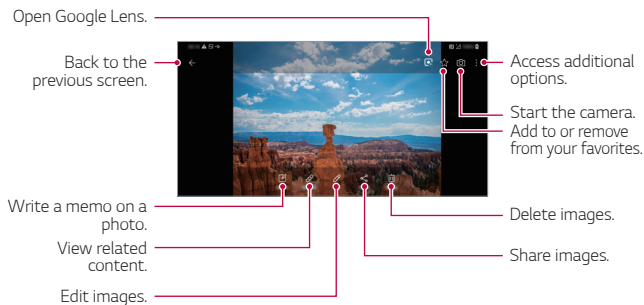 Open Google Lens.
Back to the
previous screen.
Access additional
options.
Start the camera.
Add to or remove
from your favorites.
Write a memo on a
photo.
View related
content.
Edit images.
Delete images.
Share images.